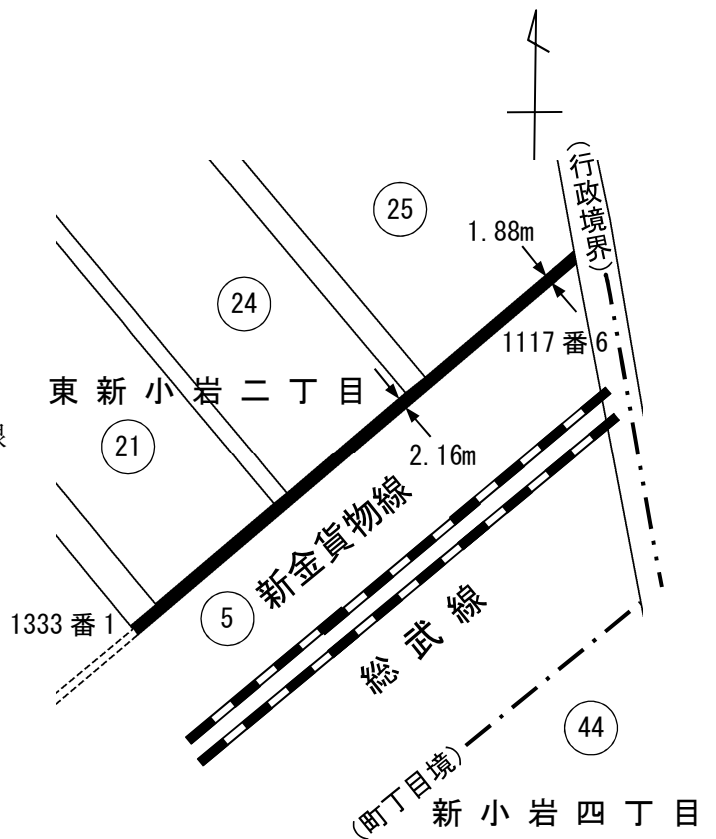 (行政境界)
25
1.88m
24
1117番6
東新小岩二丁目
21
2.16m
線
新金貨物線
1333番1
5
総武線
44
(町丁目境)
新小岩四丁目